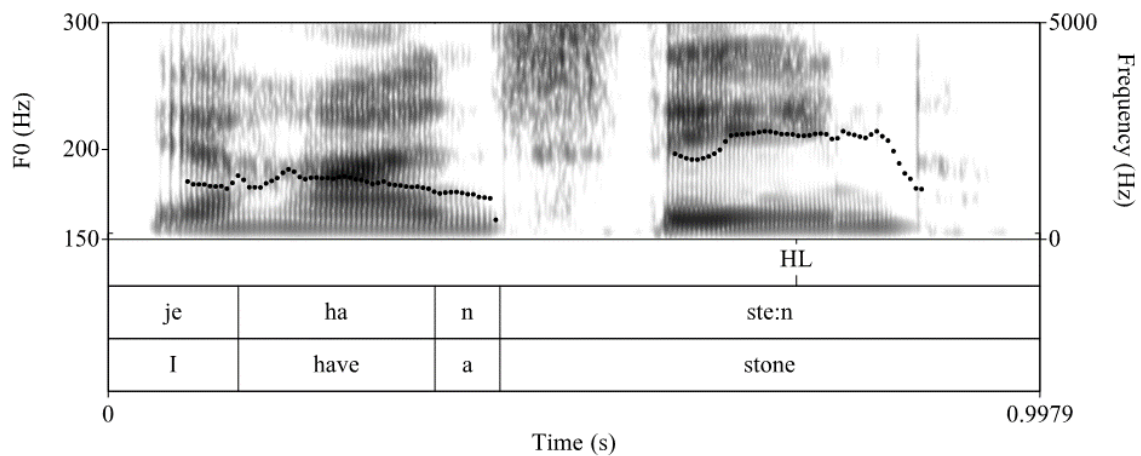 300
5000
F0 (Hz)
200
Frequency (Hz)
150
0
HL
je ha n ste:n
I have a stone
0
0.9979
Time (s)